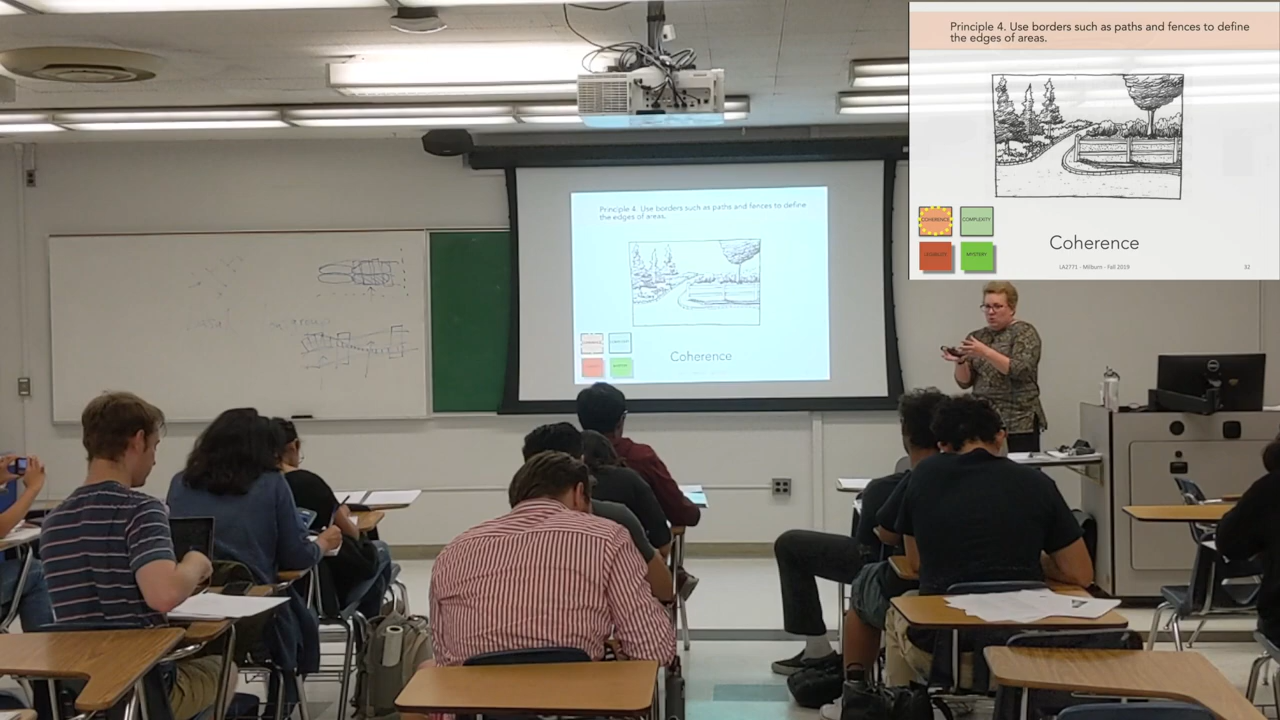 Principle 4. Use borders such as paths and fences to define
the edges of areas.
COHERENCE
COMPLEXITY
LEGIBILITY
MYSTERY
Coherence
LA2771 - Milburn - Fall 2019
32
Principle 4. Use borders such as paths and fences to define
the edges of areas.
Coherence
DELL